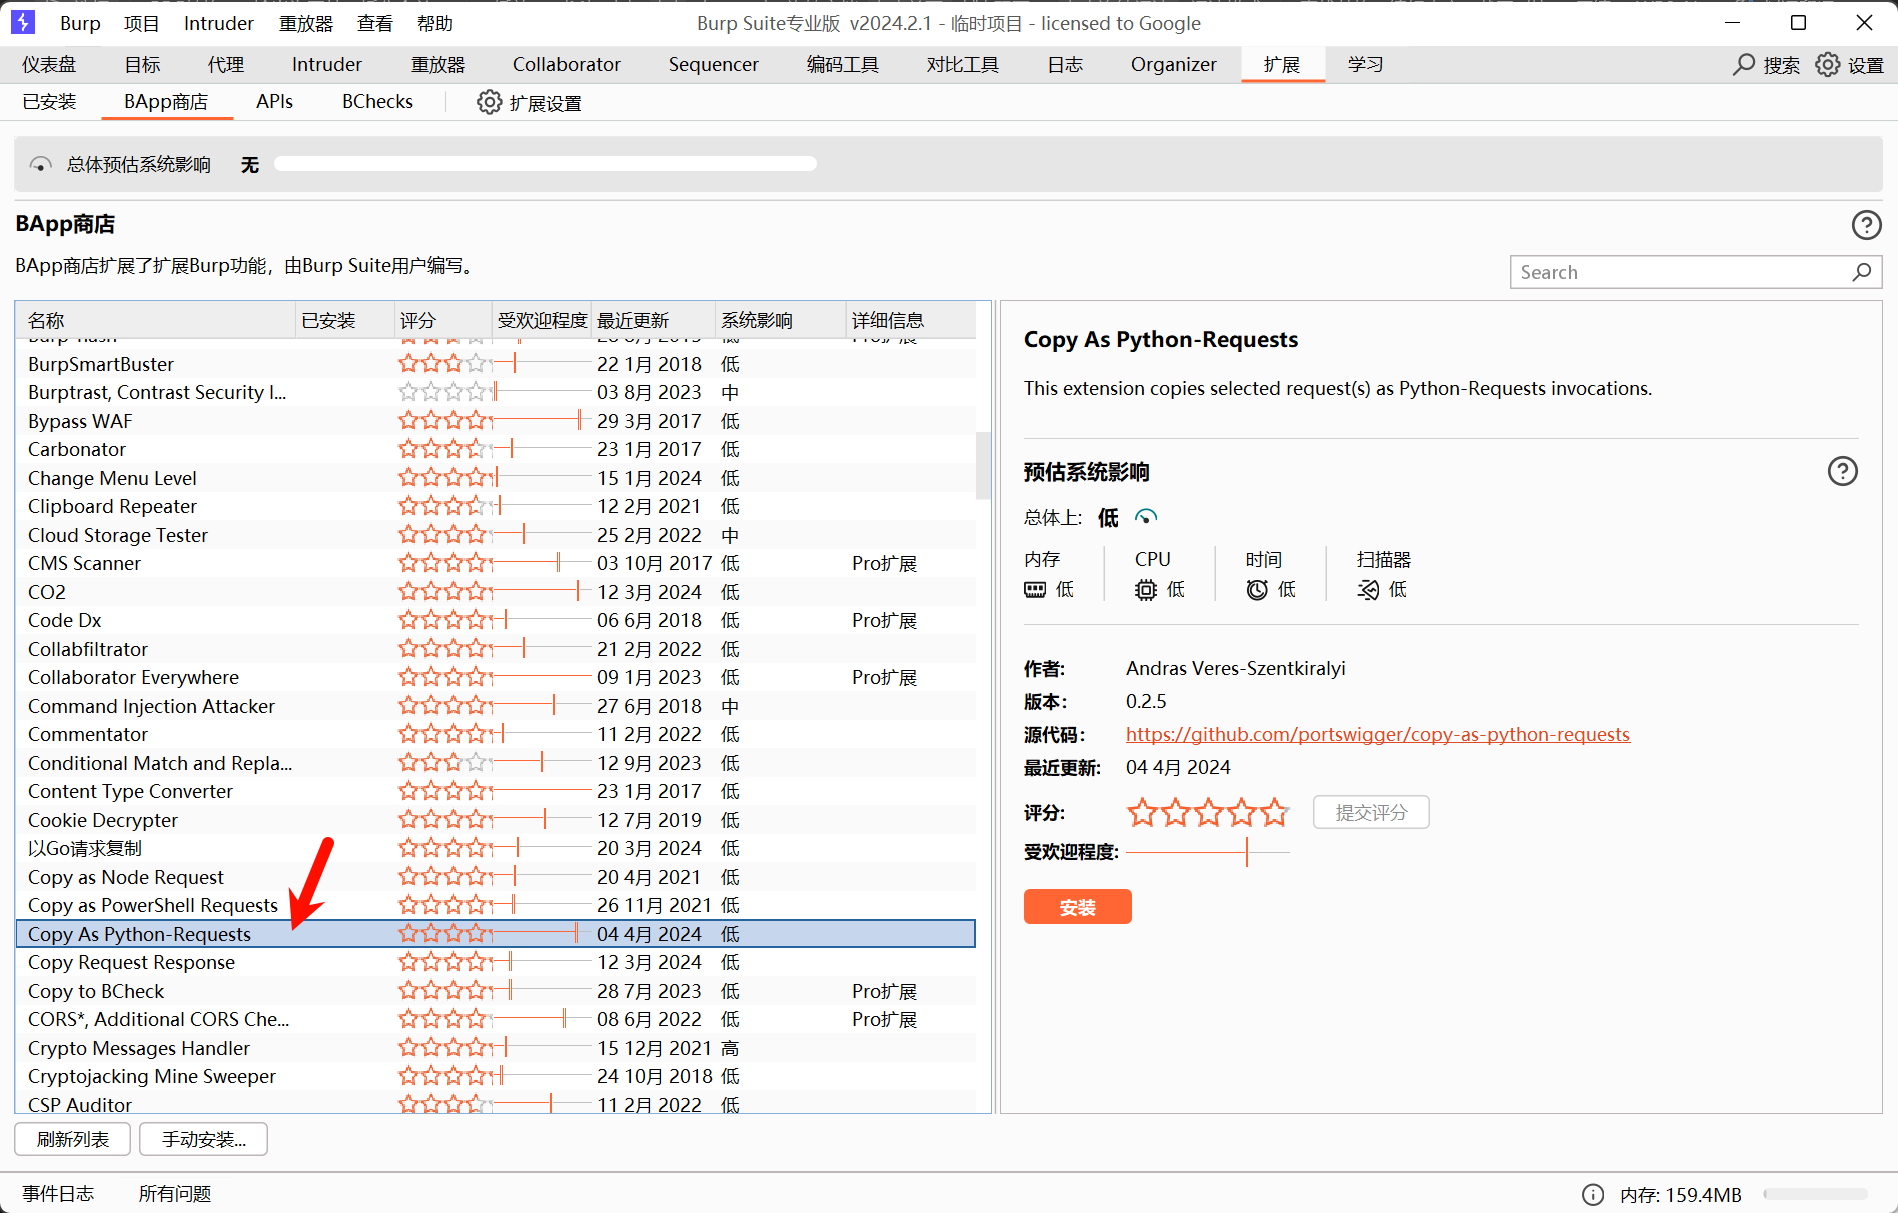 Burp 项目 Intruder 重放器 查看 帮助 Burp Suite专业版 v2024.2.1 - 临时项目 - licensed to Google
仪表盘 目标 代理 Intruder 重放器 Collaborator Sequencer 编码工具 对比工具 日志 Organizer 扩展 学习 搜索 设置
已安装 BApp商店 APIs BChecks 扩展设置
总体预估系统影响 无
BApp商店
BApp商店扩展了扩展Burp功能，由Burp Suite用户编写。
Search
名称 已安装 评分 受欢迎程度 最近更新 系统影响 详细信息
BurpSmartBuster 22 1月 2018 低
Burptrast, Contrast Security I... 03 8月 2023 中
Bypass WAF 29 3月 2017 低
Carbonator 23 1月 2017 低
Change Menu Level 15 1月 2024 低
Clipboard Repeater 12 2月 2021 低
Cloud Storage Tester 25 2月 2022 中
CMS Scanner 03 10月 2017 低 Pro扩展
CO2 12 3月 2024 低
Code Dx 06 6月 2018 低 Pro扩展
Collabfiltrator 21 2月 2022 低
Collaborator Everywhere 09 1月 2023 低 Pro扩展
Command Injection Attacker 27 6月 2018 中
Commentator 11 2月 2022 低
Conditional Match and Repla... 12 9月 2023 低
Content Type Converter 23 1月 2017 低
Cookie Decrypter 12 7月 2019 低
以Go请求复制 20 3月 2024 低
Copy as Node Request 20 4月 2021 低
Copy as PowerShell Requests 26 11月 2021 低
Copy As Python-Requests 04 4月 2024 低
Copy Request Response 12 3月 2024 低
Copy to BCheck 28 7月 2023 低 Pro扩展
CORS*, Additional CORS Che... 08 6月 2022 低 Pro扩展
Crypto Messages Handler 15 12月 2021 高
Cryptojacking Mine Sweeper 24 10月 2018 低
CSP Auditor 11 2月 2022 低
Copy As Python-Requests
This extension copies selected request(s) as Python-Requests invocations.
预估系统影响
总体上: 低
内存 CPU 时间 扫描器
低 低 低 低
作者: Andras Veres-Szentkiralyi
版本: 0.2.5
源代码: https://github.com/portswigger/copy-as-python-requests
最近更新: 04 4月 2024
评分: 提交评分
受欢迎程度:
安装
刷新列表 手动安装...
事件日志 所有问题 内存: 159.4MB